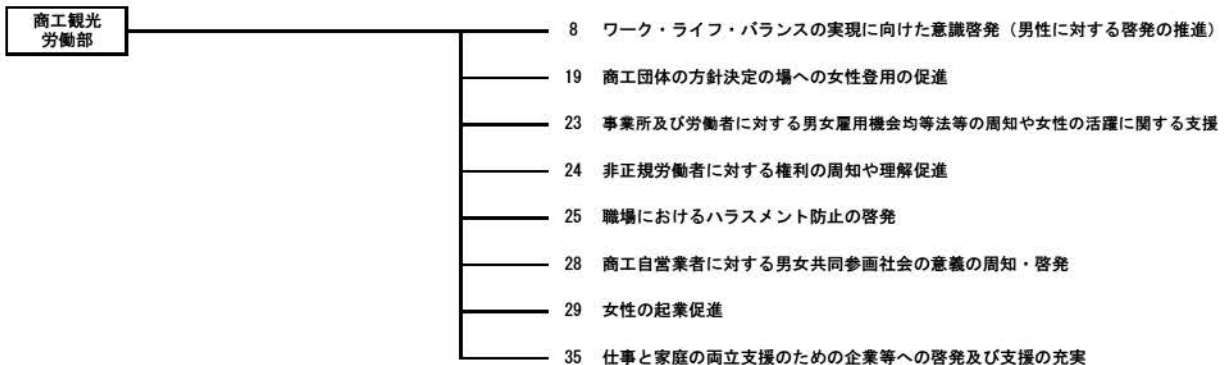 商工観光
労働部
8 ワーク・ライフ・バランスの実現に向けた意識啓発（男性に対する啓発の推進）
19 商工団体の方針決定の場への女性登用の促進
23 事業所及び労働者に対する男女雇用機会均等法等の周知や女性の活躍に関する支援
24 非正規労働者に対する権利の周知や理解促進
25 職場におけるハラスメント防止の啓発
28 商工自営業者に対する男女共同参画社会の意義の周知・啓発
29 女性の起業促進
35 仕事と家庭の両立支援のための企業等への啓発及び支援の充実